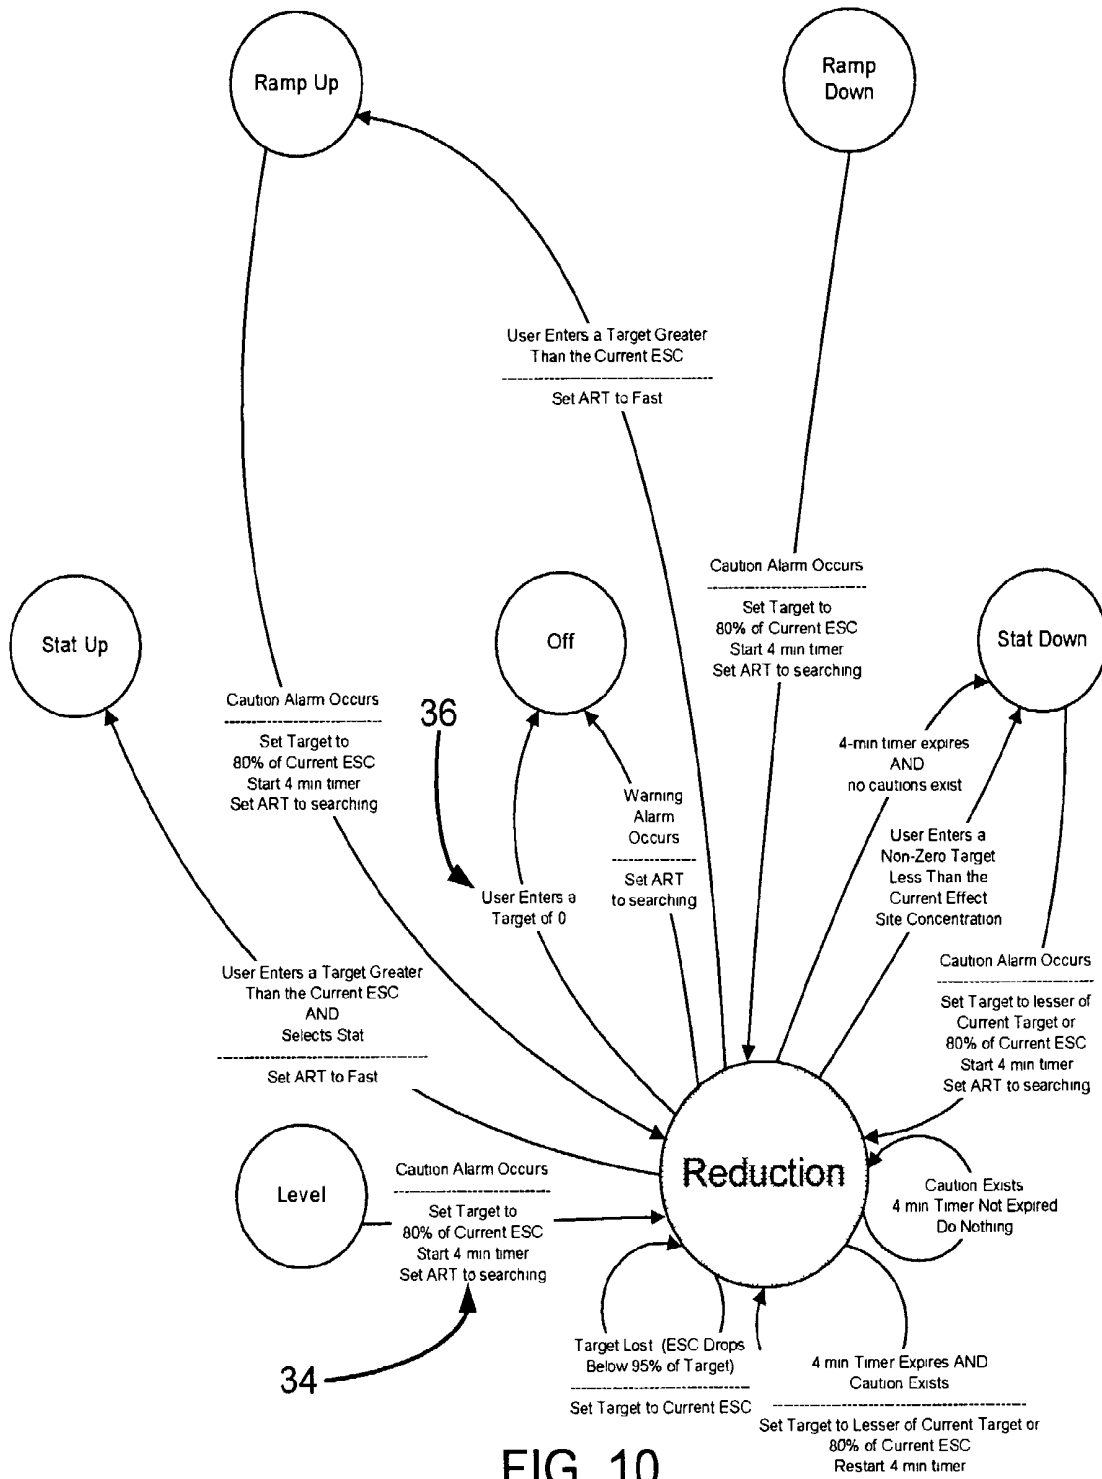 Ramp Up
Ramp
Down
User Enters a Target Greater
Than the Current ESC
Set ART to Fast
Caution Alarm Occurs
Set Target to
80% of Current ESC
Start 4 min timer
Set ART to searching
Stat Up
Off
Stat Down
Caution Alarm Occurs
Set Target to
80% of Current ESC
Start 4 min timer
Set ART to searching
36
4-min timer expires
AND
no cautions exist
Warning
Alarm
Occurs
Set ART
to searching
User Enters a
Non-Zero Target
Less Than the
Current Effect
Site Concentration
User Enters a
Target of 0
User Enters a Target Greater
Than the Current ESC
AND
Selects Stat
Set ART to Fast
Caution Alarm Occurs
Set Target to lesser of
Current Target or
80% of Current ESC
Start 4 min timer
Set ART to searching
Level
Caution Alarm Occurs
Set Target to
80% of Current ESC
Start 4 min timer
Set ART to searching
Reduction
Caution Exists
4 min Timer Not Expired
Do Nothing
34
Target Lost (ESC Drops
Below 95% of Target)
Set Target to Current ESC
4 min Timer Expires AND
Caution Exists
Set Target to Lesser of Current Target or
80% of Current ESC
Restart 4 min timer
FIG. 10